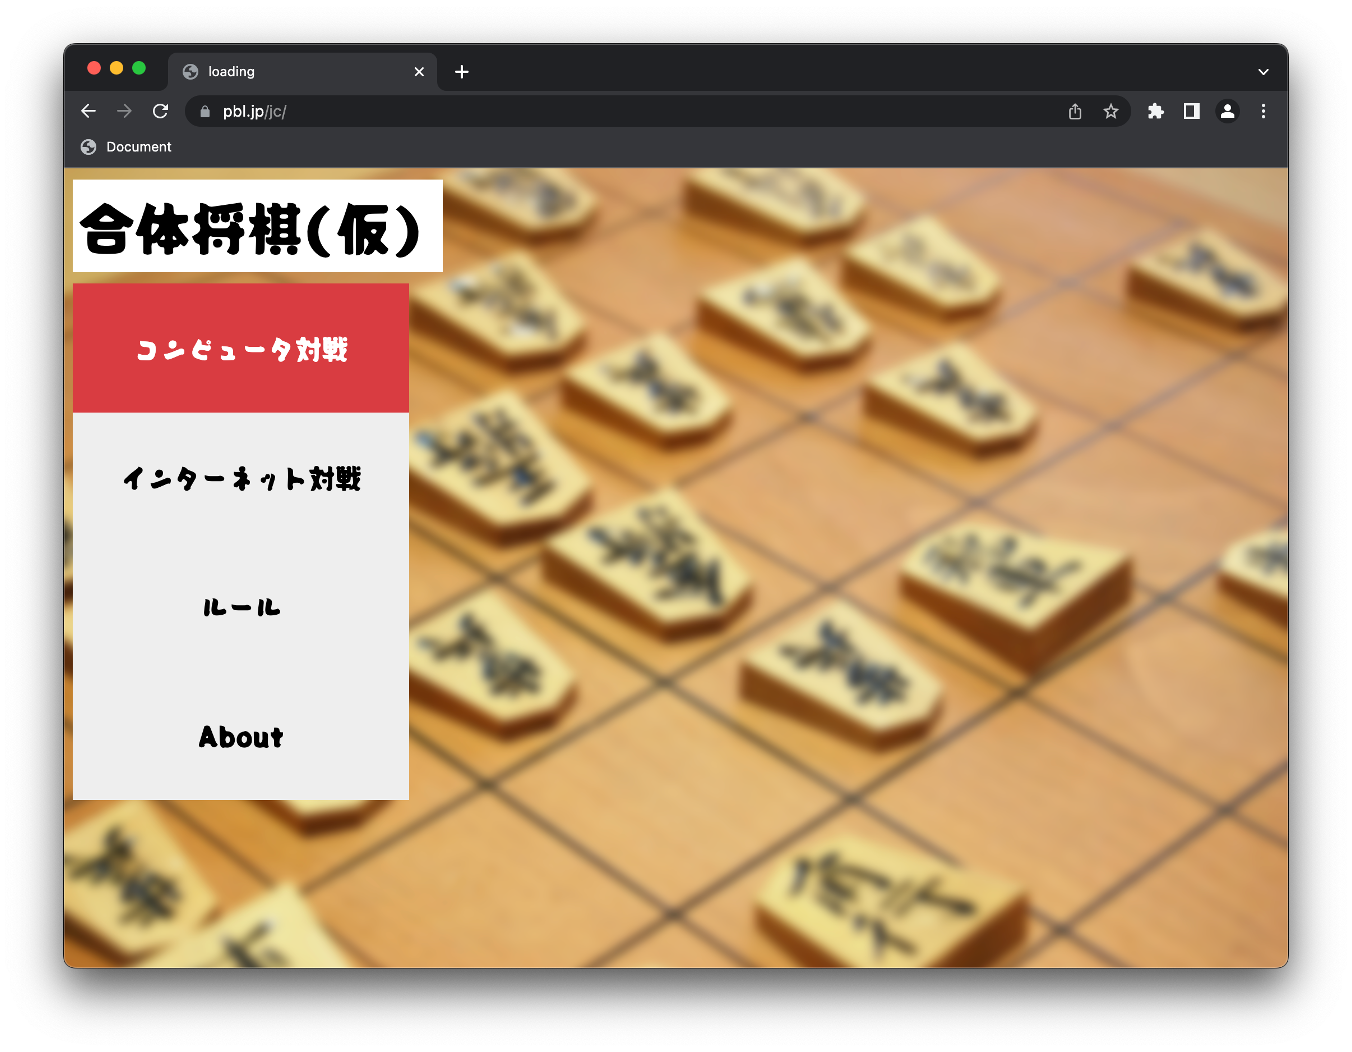 loading
pbl.jp/jc/
Document
合体将棋(仮)
コンピュータ対戦
インターネット対戦
ルール
About